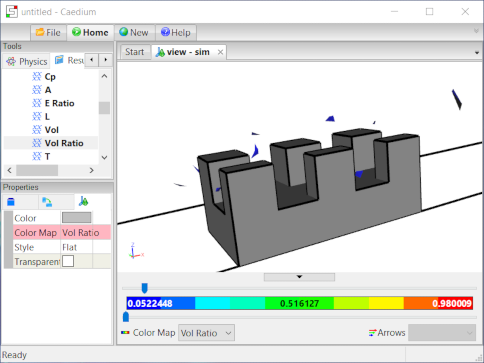 untitled - Caedium
File
Home
New
Help
Tools
Physics
Resu
Start
view - sim
Cp
A
E Ratio
L
Vol
Vol Ratio
T
Properties
Color
Color Map Vol Ratio
Style Flat
Transparent
z
x
0.0522448 0.516127 0.980009
Color Map Vol Ratio Arrows
Ready